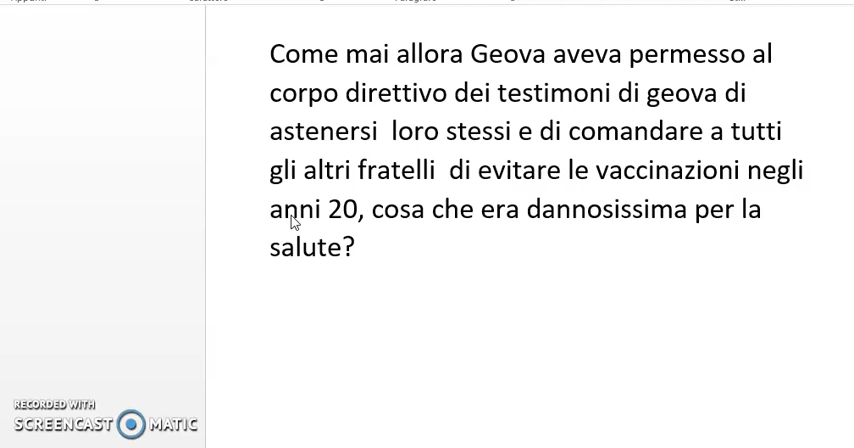 Come mai allora Geova aveva permesso al
corpo direttivo dei testimoni di geova di
astenersi  loro stessi e di comandare a tutti
gli altri fratelli  di evitare le vaccinazioni negli
anni 20, cosa che era dannosissima per la
salute?
RECORDED WITH
SCREENCAST MATIC